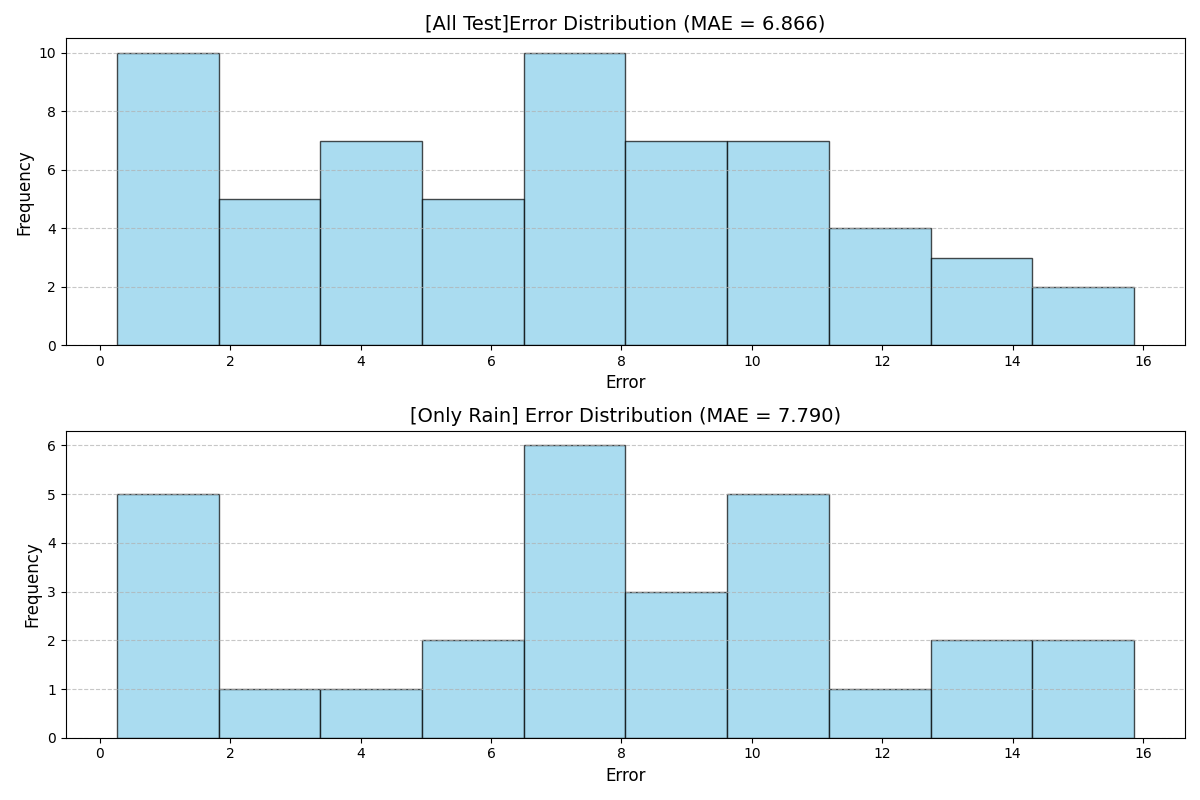 [All Test]Error Distribution (MAE = 6.866)
10
8
6
4
2
0
Frequency
0 2 4 6 8 10 12 14 16
Error
[Only Rain] Error Distribution (MAE = 7.790)
6
5
4
3
2
1
0
Frequency
0 2 4 6 8 10 12 14 16
Error